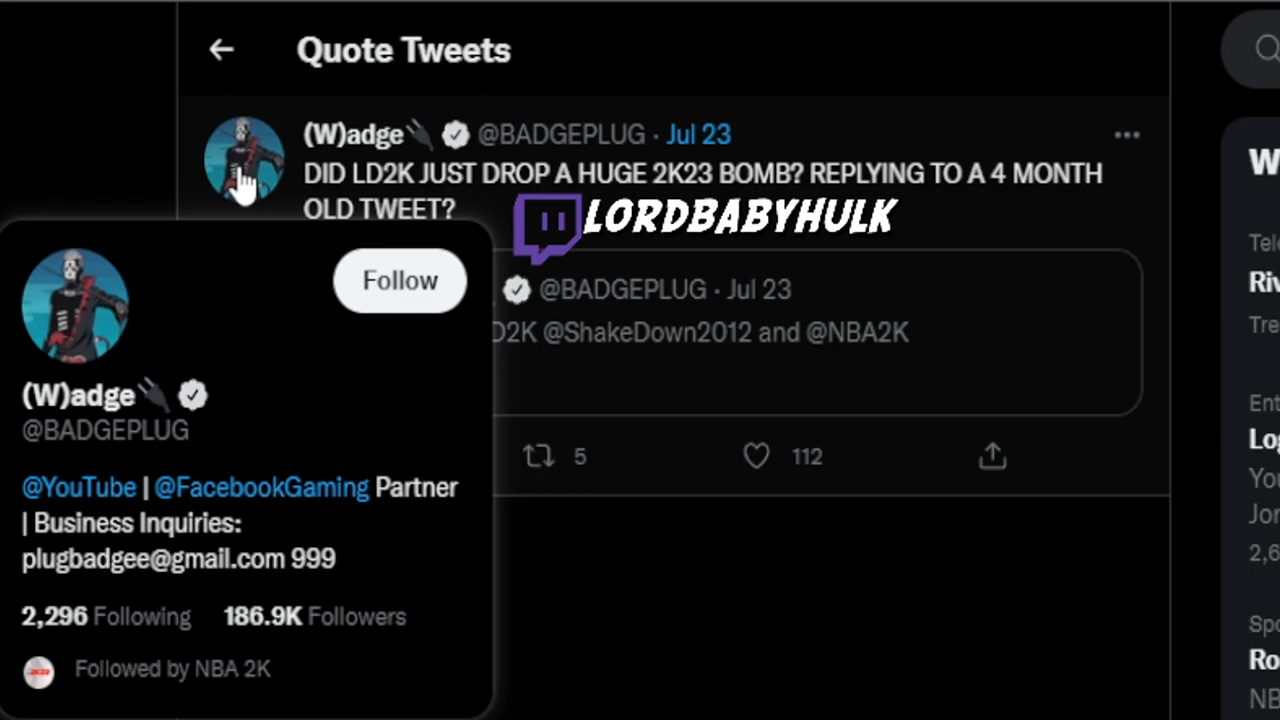 Quote Tweets
(W)adge @BADGEPLUG · Jul 23
DID LD2K JUST DROP A HUGE 2K23 BOMB? REPLYING TO A 4 MONTH
OLD TWEET?
LORDBABYHULK
@BADGEPLUG · Jul 23
D2K @ShakeDown2012 and @NBA2K
5
112
Follow
(W)adge
@BADGEPLUG
@YouTube | @FacebookGaming Partner
| Business Inquiries:
plugbadgee@gmail.com 999
2,296 Following 186.9K Followers
Followed by NBA 2K